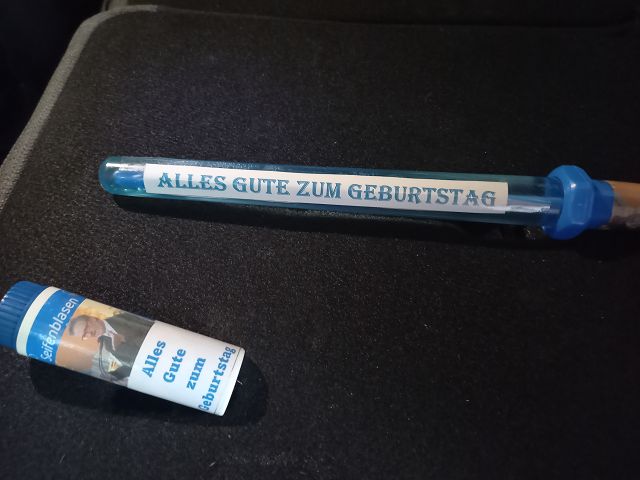 ALLES GUTE ZUM GEBURTSTAG
Seifenblasen
Alles
Gute
zum
Geburtstag